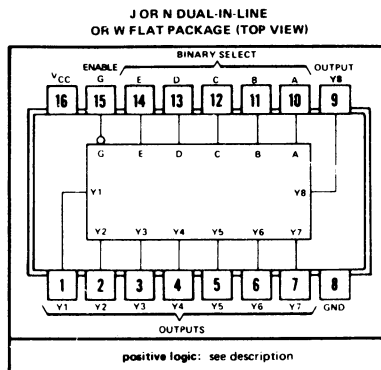 J OR N DUAL-IN-LINE
OR W FLAT PACKAGE (TOP VIEW)
BINARY SELECT
ENABLE OUTPUT
VCC G E D C B A Y8
16 15 14 13 12 11 10 9
G E D C B A
Y1 Y8
Y2 Y3 Y4 Y5 Y6 Y7
1 2 3 4 5 6 7 8
Y1 Y2 Y3 Y4 Y5 Y6 Y7 GND
OUTPUTS
positive logic: see description